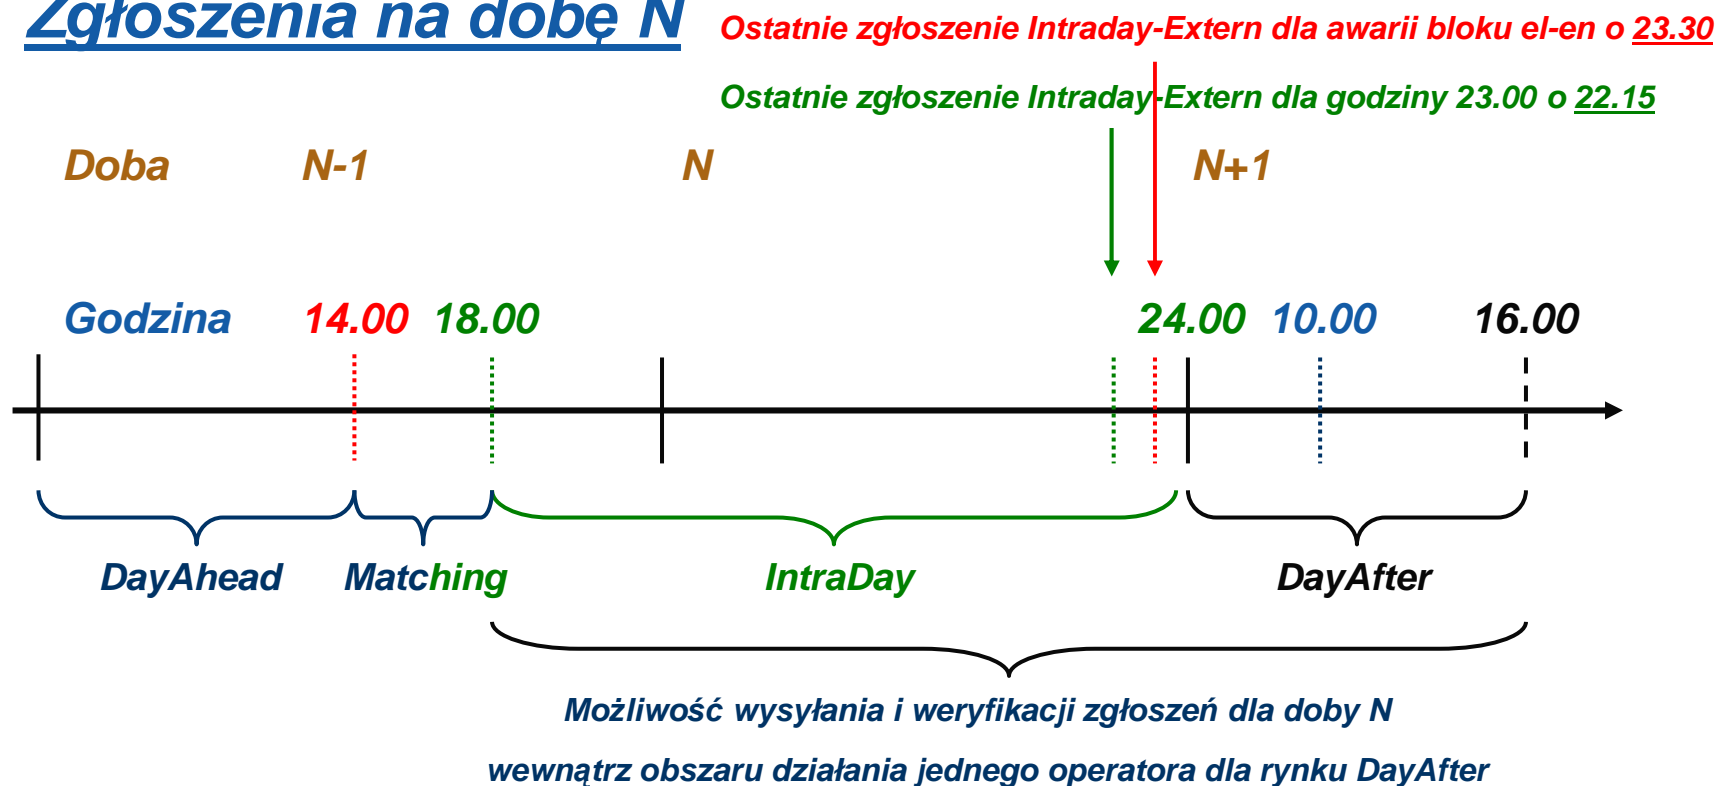 Zgłoszenia na dobę N
Ostatnie zgłoszenie Intraday-Extern dla awarii bloku el-en o 23.30
Ostatnie zgłoszenie Intraday-Extern dla godziny 23.00 o 22.15
Doba N-1 N N+1
Godzina 14.00 18.00 24.00 10.00 16.00
DayAhead Matching IntraDay DayAfter
Możliwość wysyłania i weryfikacji zgłoszeń dla doby N
wewnątrz obszaru działania jednego operatora dla rynku DayAfter